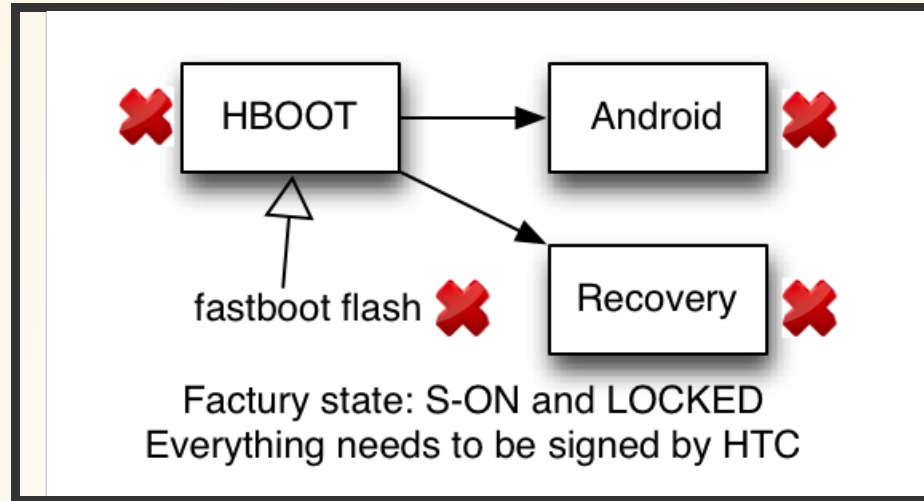 HBOOT
Android
fastboot flash
Recovery
Factury state: S-ON and LOCKED
Everything needs to be signed by HTC